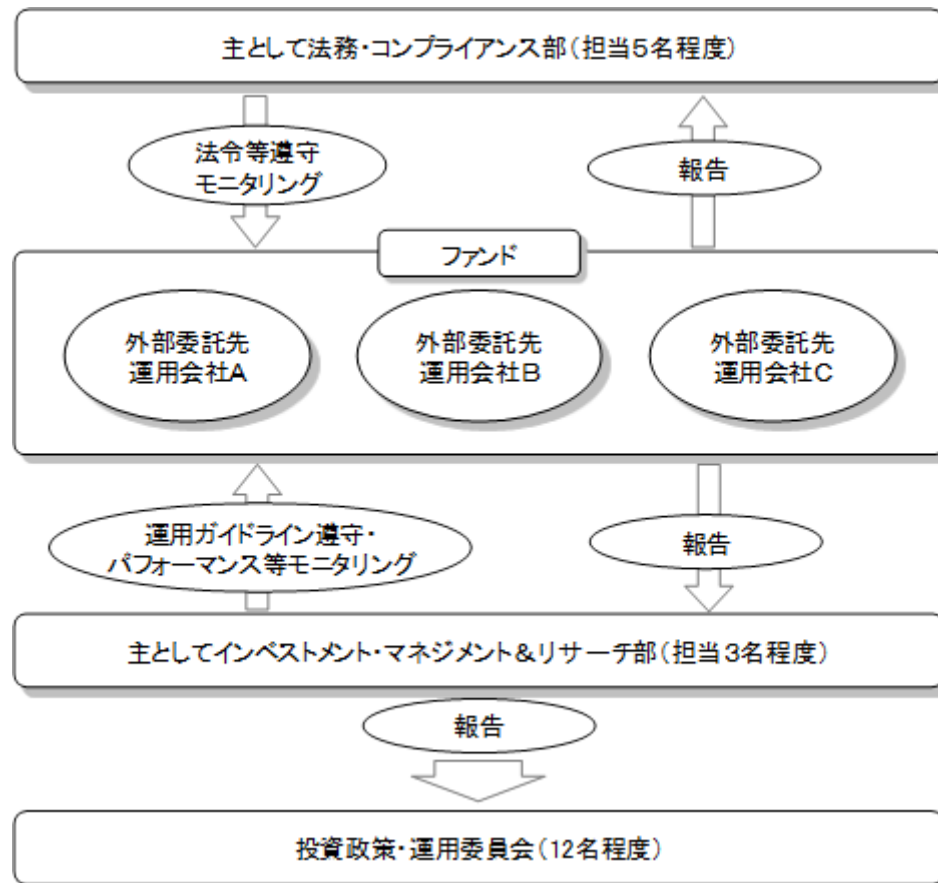 主として法務・コンプライアンス部（担当5名程度）
法令等遵守
モニタリング
報告
ファンド
外部委託先
運用会社A
外部委託先
運用会社B
外部委託先
運用会社C
運用ガイドライン遵守・
パフォーマンス等モニタリング
報告
主としてインベストメント・マネジメント＆リサーチ部（担当３名程度）
報告
投資政策・運用委員会（12名程度）